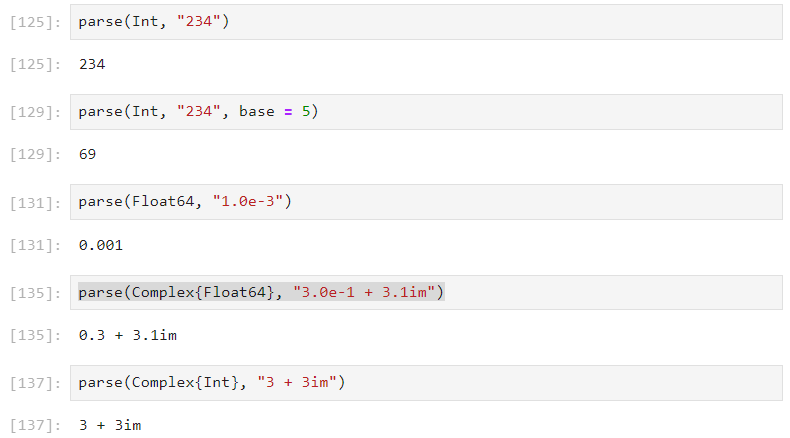 [125]: parse(Int, "234")
[125]: 234
[129]: parse(Int, "234", base = 5)
[129]: 69
[131]: parse(Float64, "1.0e-3")
[131]: 0.001
[135]: parse(Complex{Float64}, "3.0e-1 + 3.1im")
[135]: 0.3 + 3.1im
[137]: parse(Complex{Int}, "3 + 3im")
[137]: 3 + 3im